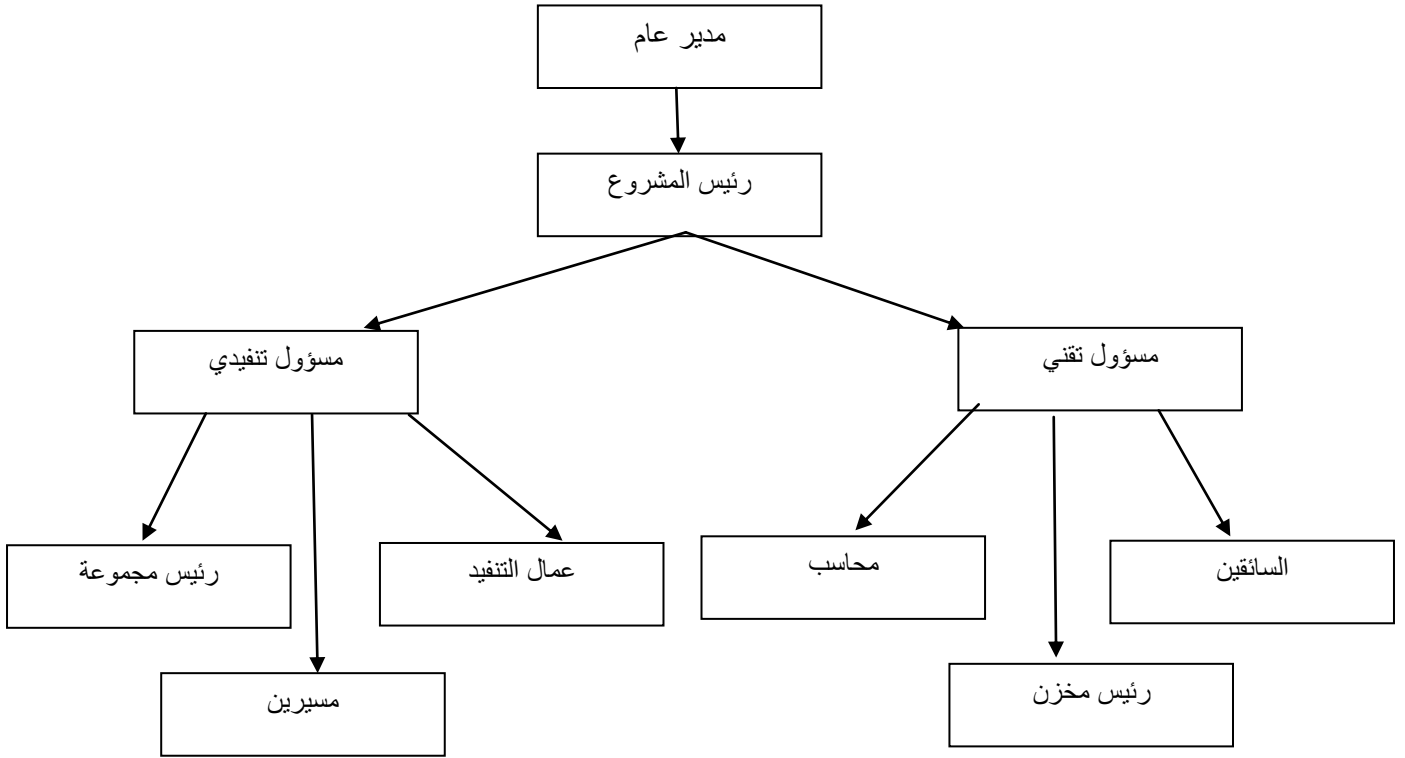 مدير عام
رئيس المشروع
مسؤول تقني
مسؤول تنفيدي
السائقين
محاسب
عمال التنفيد
رئيس مجموعة
رئيس مخزن
مسيرين